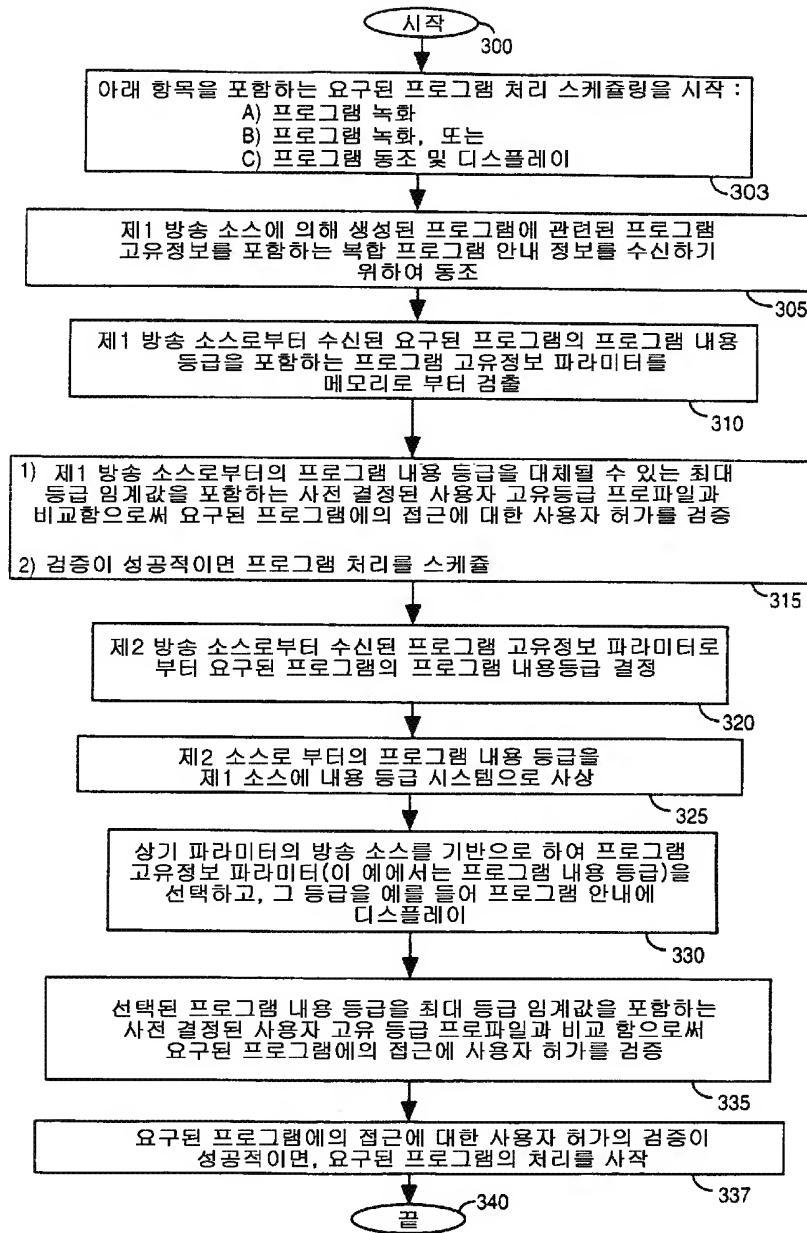 시작
300
아래 항목을 포함하는 요구된 프로그램 처리 스케쥴링을 시작 :
A) 프로그램 녹화
B) 프로그램 녹화, 또는
C) 프로그램 동조 및 디스플레이
303
제1 방송 소스에 의해 생성된 프로그램에 관련된 프로그램
고유정보를 포함하는 복합 프로그램 안내 정보를 수신하기
위하여 동조
305
제1 방송 소스로부터 수신된 요구된 프로그램의 프로그램 내용
등급을 포함하는 프로그램 고유정보 파라미터를
메모리로 부터 검출
310
1) 제1 방송 소스로부터의 프로그램 내용 등급을 대체될 수 있는 최대
등급 임계값을 포함하는 사전 결정된 사용자 고유등급 프로파일과
비교함으로써 요구된 프로그램에의 접근에 대한 사용자 허가를 검증
2) 검증이 성공적이면 프로그램 처리를 스케쥴
315
제2 방송 소스로부터 수신된 프로그램 고유정보 파라미터로
부터 요구된 프로그램의 프로그램 내용등급 결정
320
제2 소스로 부터의 프로그램 내용 등급을
제1 소스에 내용 등급 시스템으로 사상
325
상기 파라미터의 방송 소스를 기반으로 하여 프로그램
고유정보 파라미터(이 예에서는 프로그램 내용 등급)을
선택하고, 그 등급을 예를 들어 프로그램 안내에
디스플레이
330
선택된 프로그램 내용 등급을 최대 등급 임계값을 포함하는
사전 결정된 사용자 고유 등급 프로파일과 비교 함으로써
요구된 프로그램에의 접근에 사용자 허가를 검증
335
요구된 프로그램에의 접근에 대한 사용자 허가의 검증이
성공적이면, 요구된 프로그램의 처리를 사작
337
끝
340